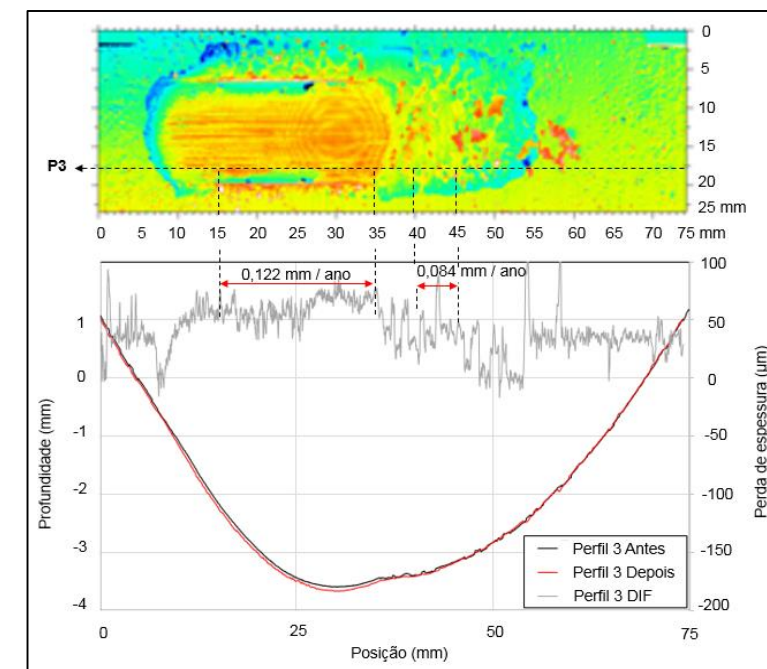 0
5
10
15
P3
20
25 mm
0 5 10 15 20 25 30 35 40 45 50 55 60 65 70 75 mm
0,122 mm / ano
0,084 mm / ano
100
1
50
0
0
-1
-50
-2
-100
-3
-150
-4
-200
Profundidade (mm)
Perda de espessura (µm)
Perfil 3 Antes
Perfil 3 Depois
Perfil 3 DIF
0 25 50 75
Posição (mm)